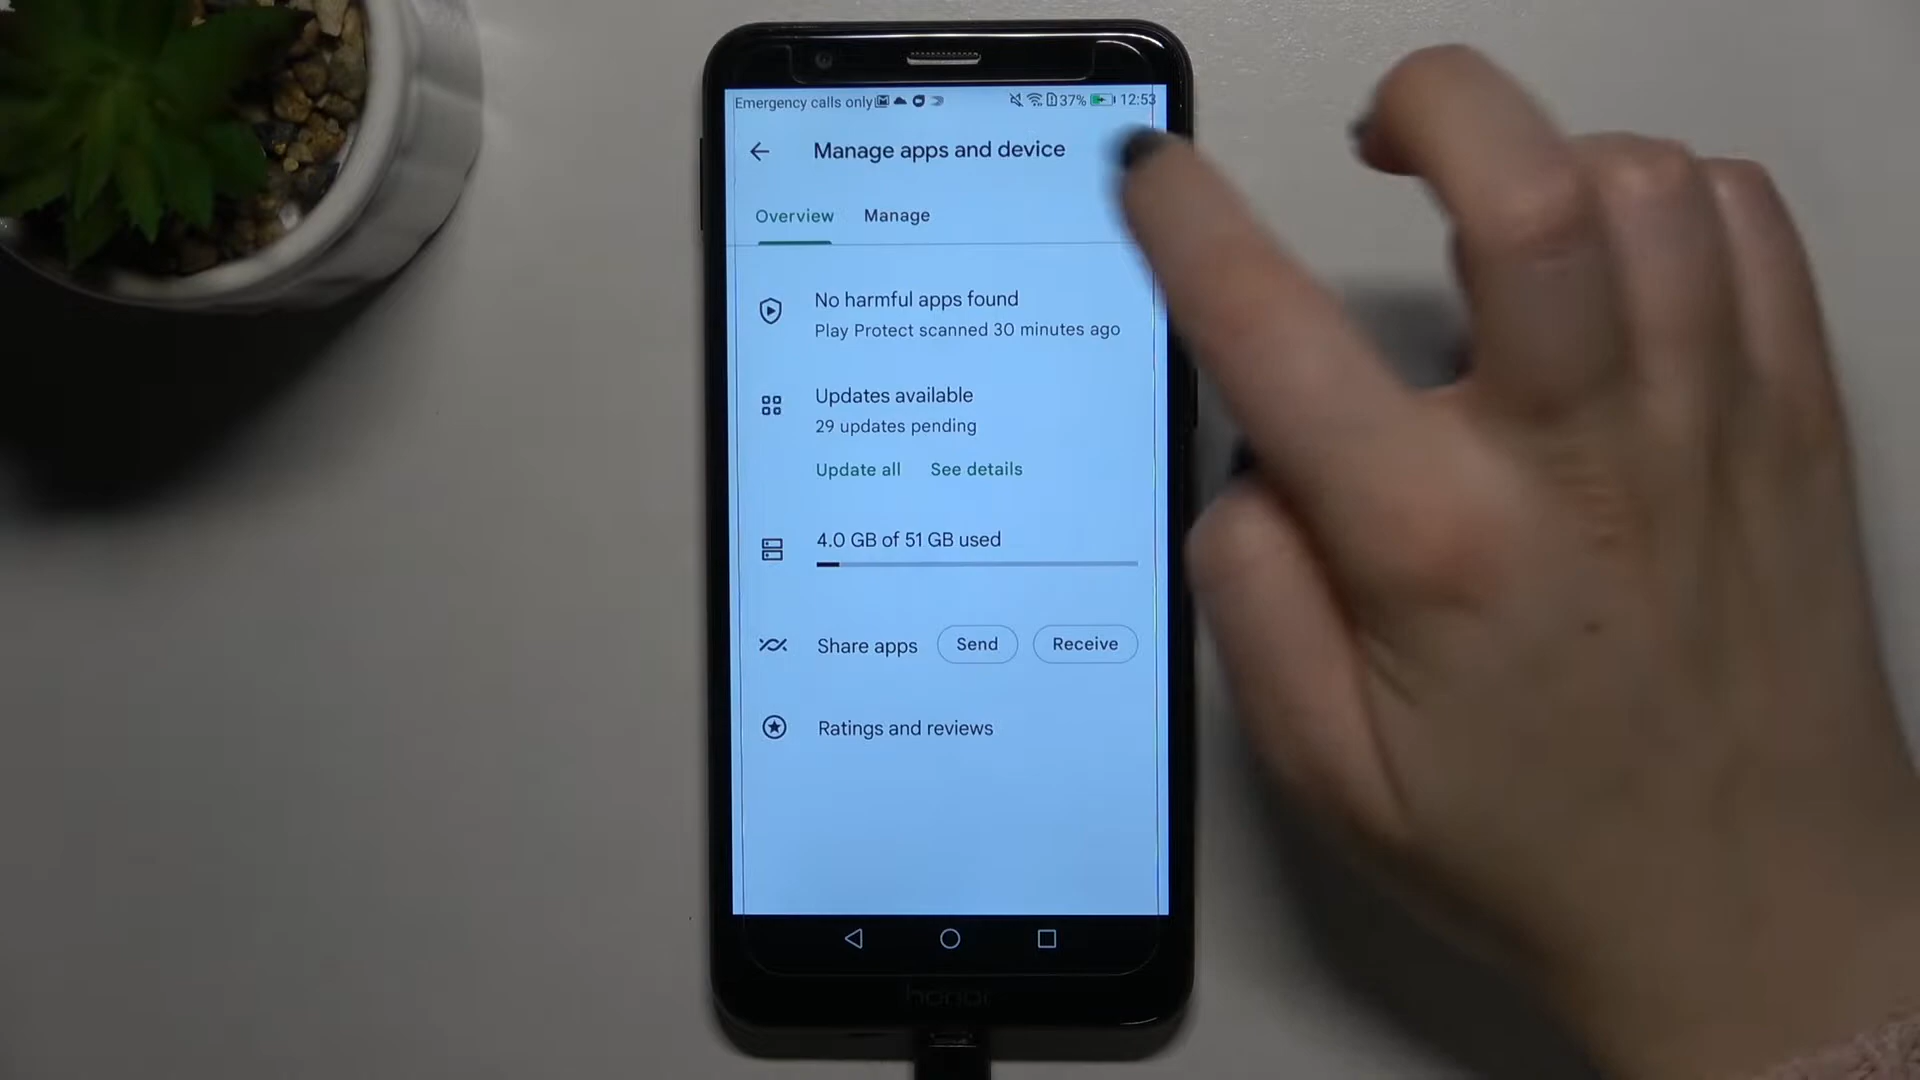 Emergency calls only 37% 12:53
Manage apps and device
Overview Manage
No harmful apps found
Play Protect scanned 30 minutes ago
Updates available
29 updates pending
Update all See details
4.0 GB of 51 GB used
Share apps Send Receive
Ratings and reviews
honor